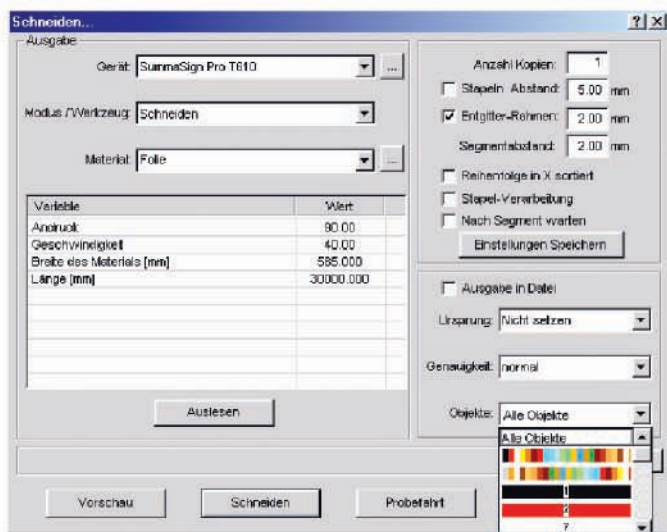 Schneiden...
Ausgabe
Gerät: SummaSign Pro T610
...
Modus / Werkzeug: Schneiden
Material: Folie
...
Variable Wert
Andruck 80.00
Geschwindigkeit 40.00
Breite des Materials [mm] 585.000
Länge [mm] 30000.000
Auslesen
Anzahl Kopien: 1
Stapeln Abstand: 5.00 mm
Entgitter-Rahmen: 2.00 mm
Segmentabstand: 2.00 mm
Reihenfolge in X sortiert
Stapel-Verarbeitung
Nach Segment warten
Einstellungen Speichern
Ausgabe in Datei
Ursprung: Nicht setzen
Genauigkeit: normal
Objekte: Alle Objekte
Alle Objekte
1
2
7
Vorschau
Schneiden
Probefahrt